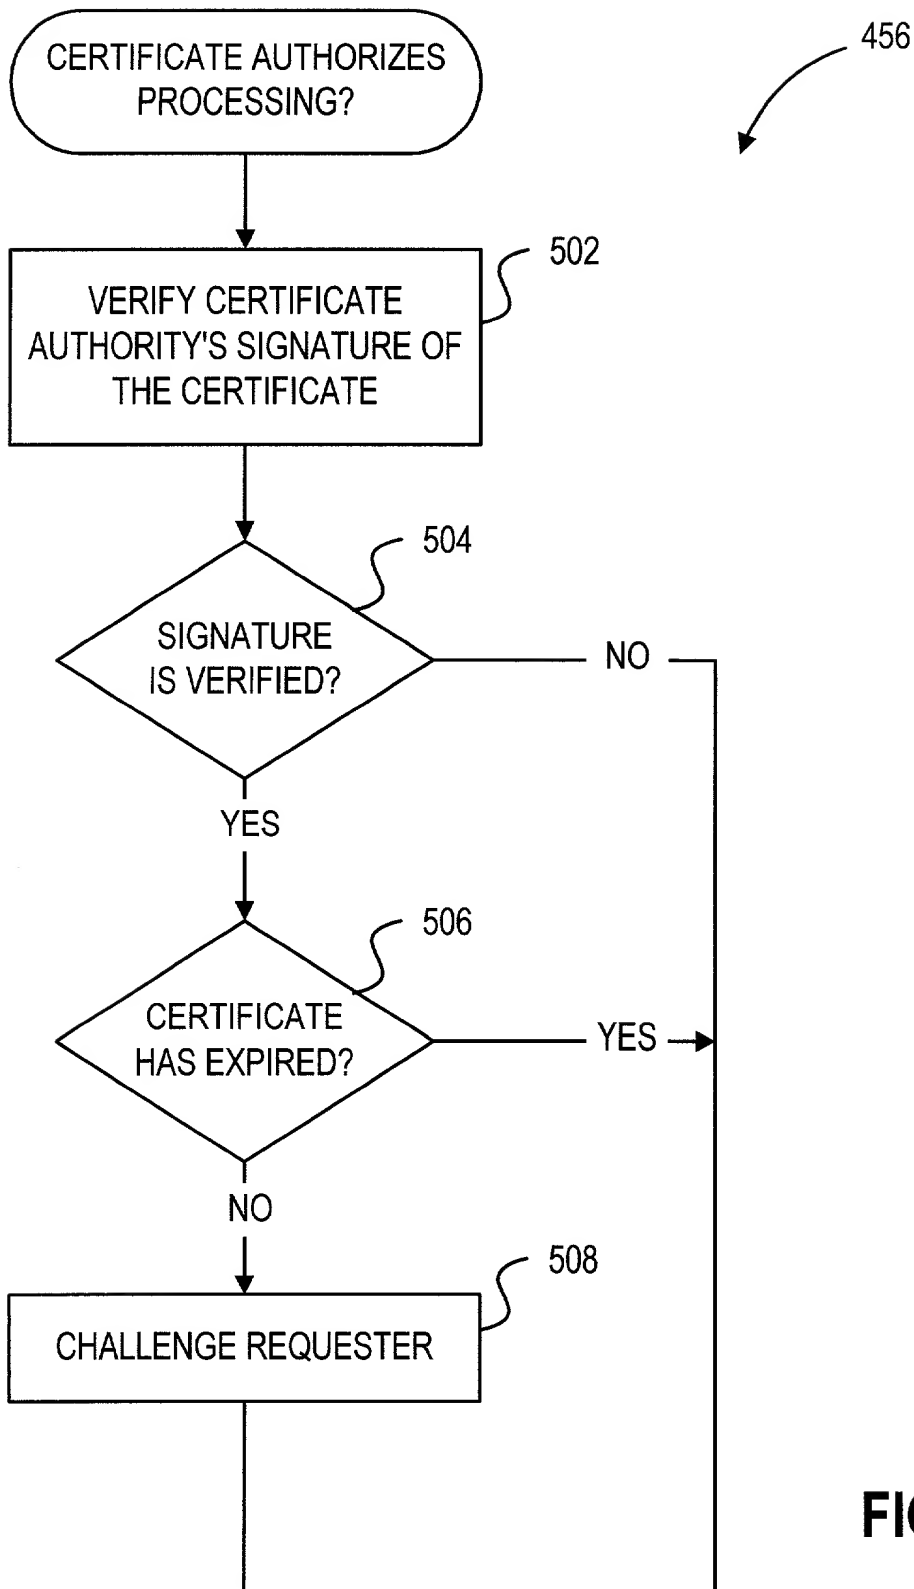 CERTIFICATE AUTHORIZES
PROCESSING?
456
502
VERIFY CERTIFICATE
AUTHORITY'S SIGNATURE OF
THE CERTIFICATE
504
SIGNATURE
IS VERIFIED?
NO
YES
506
CERTIFICATE
HAS EXPIRED?
YES
NO
508
CHALLENGE REQUESTER